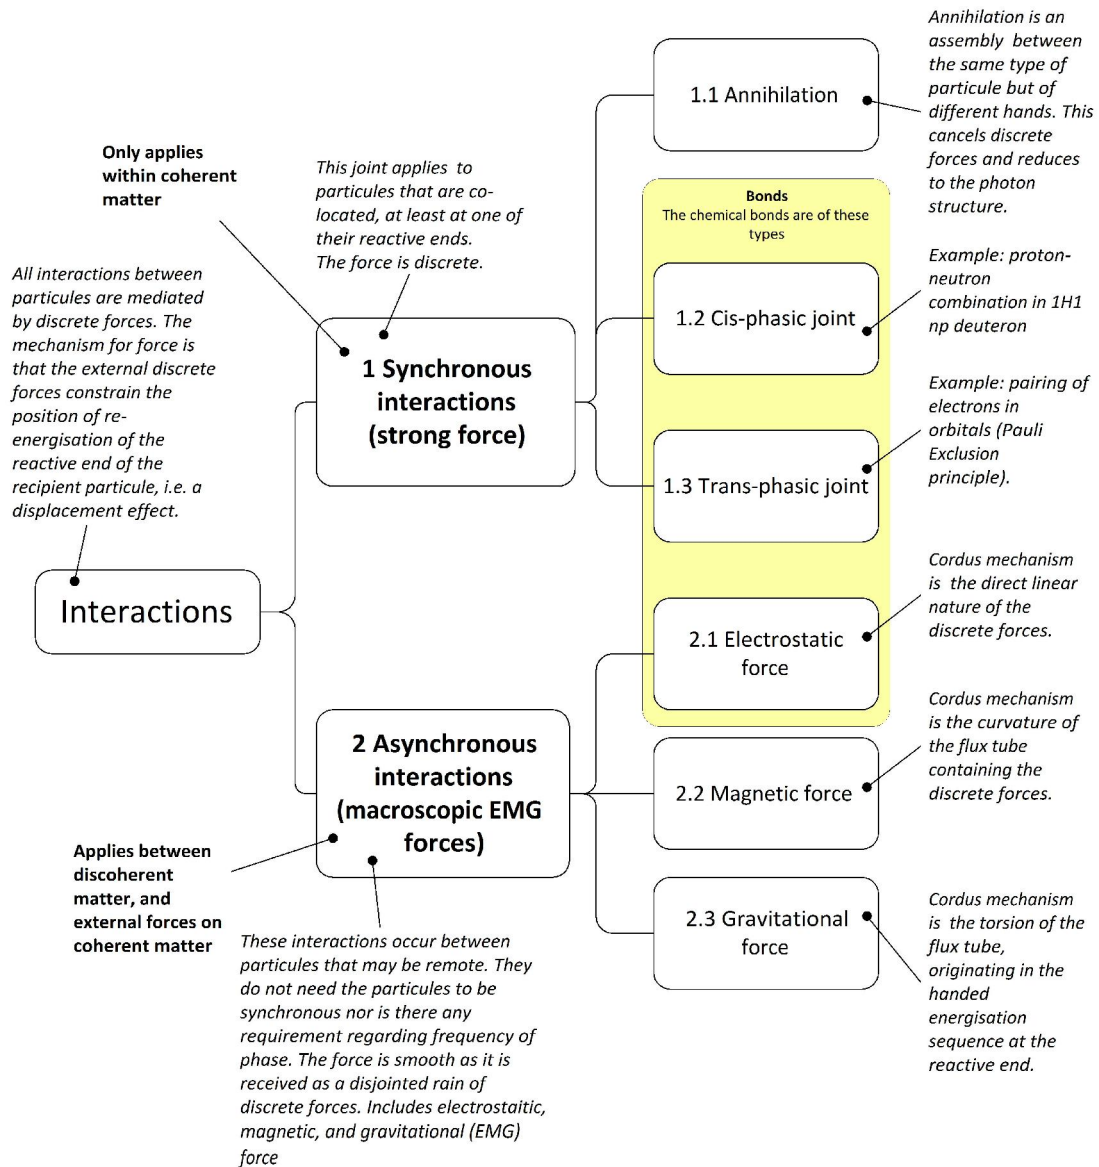 Annihilation is an
assembly  between
the same type of
particule but of
different hands. This
cancels discrete
forces and reduces
to the photon
structure.
1.1 Annihilation
Only applies
within coherent
matter
This joint applies  to
particules that are co-
located, at least at one of
their reactive ends.
The force is discrete.
Bonds
The chemical bonds are of these
types
Example: proton-
neutron
combination in 1H1
np deuteron
1.2 Cis-phasic joint
All interactions between
particules are mediated
by discrete forces. The
mechanism for force is
that the external discrete
forces constrain the
position of re-
energisation of the
reactive end of the
recipient particule, i.e. a
displacement effect.
1 Synchronous
interactions
(strong force)
Example: pairing of
electrons in
orbitals (Pauli
Exclusion
principle).
1.3 Trans-phasic joint
Interactions
Cordus mechanism
is  the direct linear
nature of the
discrete forces.
2.1 Electrostatic
force
Cordus mechanism
is the curvature of
the flux tube
containing the
discrete forces.
2.2 Magnetic force
2 Asynchronous
interactions
(macroscopic EMG
forces)
Applies between
discoherent
matter, and
external forces on
coherent matter
2.3 Gravitational
force
Cordus mechanism
is  the torsion of the
flux tube,
originating in the
handed
energisation
sequence at the
reactive end.
These interactions occur between
particules that may be remote. They
do not need the particules to be
synchronous nor is there any
requirement regarding frequency of
phase. The force is smooth as it is
received as a disjointed rain of
discrete forces. Includes electrostaitic,
magnetic, and gravitational (EMG)
force